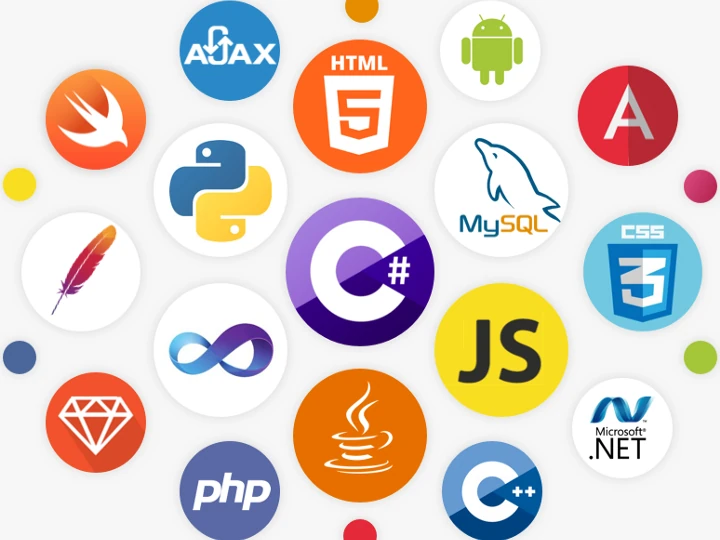 AJAX
HTML
5
A
MySQL
CSS
3
C#
JS
Microsoft®
.NET
php
C++